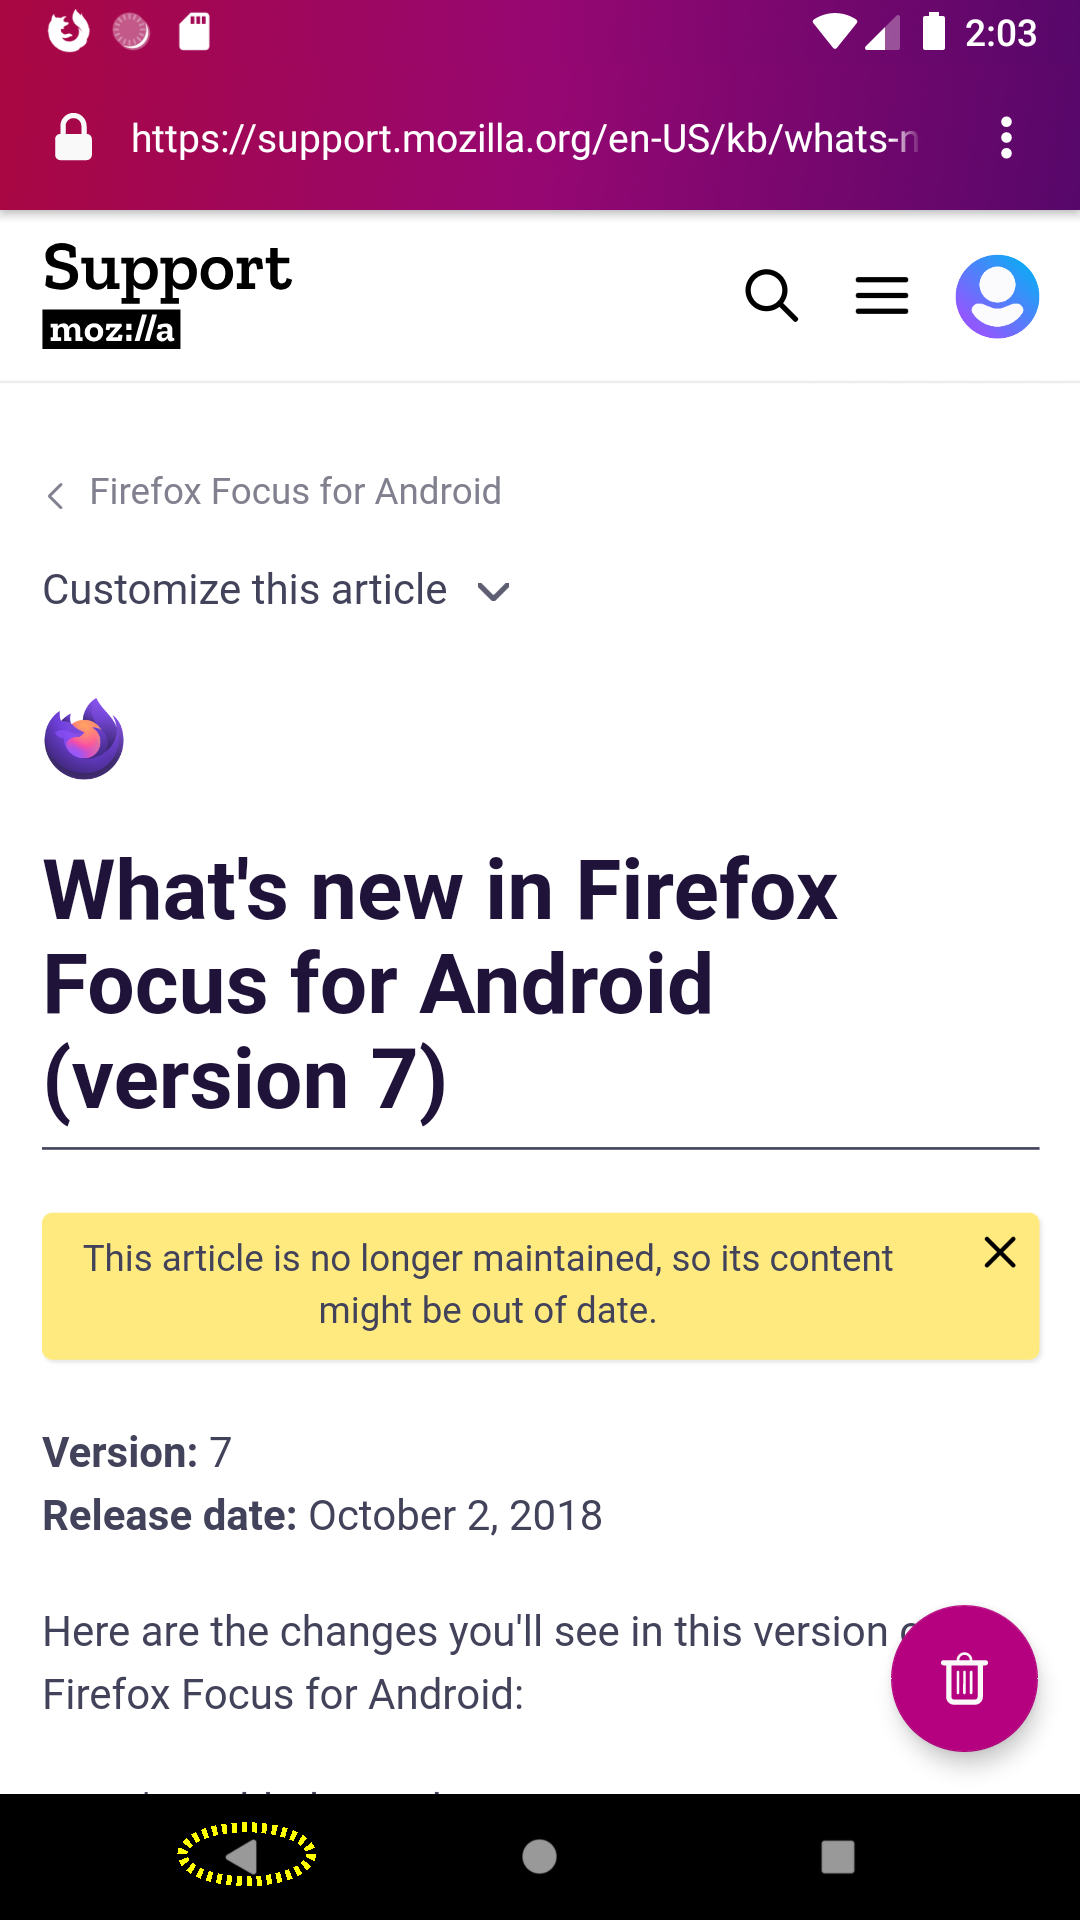 2:03
https://support.mozilla.org/en-US/kb/whats-n
Support
moz://a
Firefox Focus for Android
Customize this article
What's new in Firefox
Focus for Android
(version 7)
This article is no longer maintained, so its content
might be out of date.
Version: 7
Release date: October 2, 2018
Here are the changes you'll see in this version
Firefox Focus for Android: